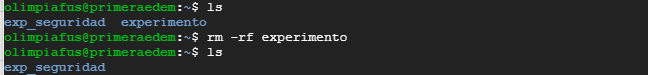 olimpiafus@primeraedem:~$ ls
exp_seguridad  experimento
olimpiafus@primeraedem:~$ rm -rf experimento
olimpiafus@primeraedem:~$ ls
exp_seguridad